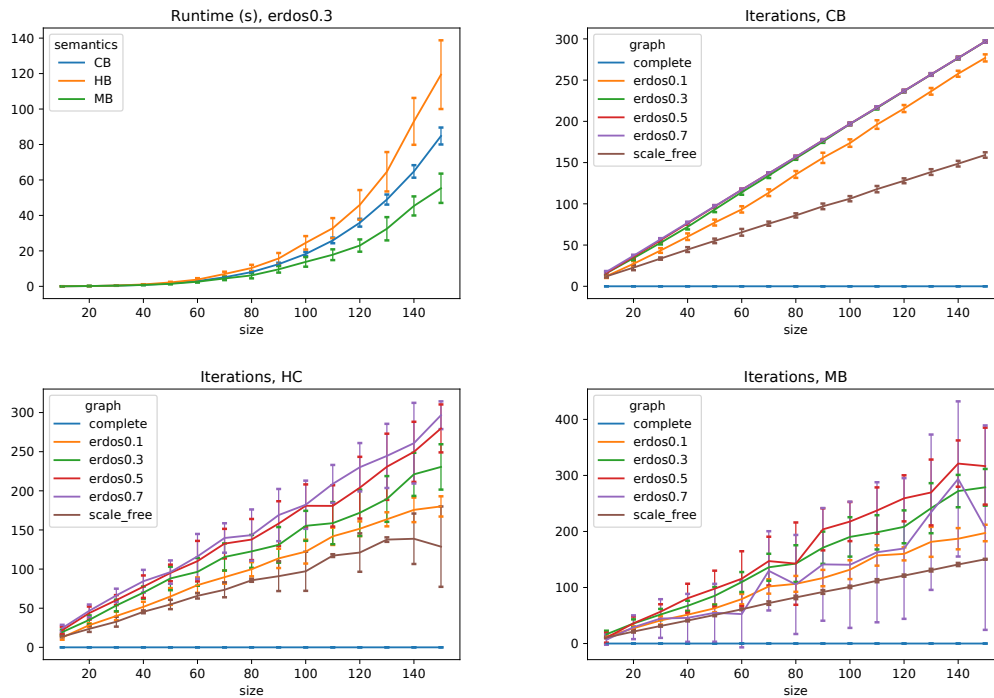 Runtime (s), erdos0.3
semantics
CB
HB
MB
0
20
40
60
80
100
120
140
20
40
60
80
100
120
140
size
Iterations, CB
graph
complete
erdos0.1
erdos0.3
erdos0.5
erdos0.7
scale_free
0
50
100
150
200
250
300
20
40
60
80
100
120
140
size
Iterations, HC
graph
complete
erdos0.1
erdos0.3
erdos0.5
erdos0.7
scale_free
0
50
100
150
200
250
300
20
40
60
80
100
120
140
size
Iterations, MB
graph
complete
erdos0.1
erdos0.3
erdos0.5
erdos0.7
scale_free
0
100
200
300
400
20
40
60
80
100
120
140
size